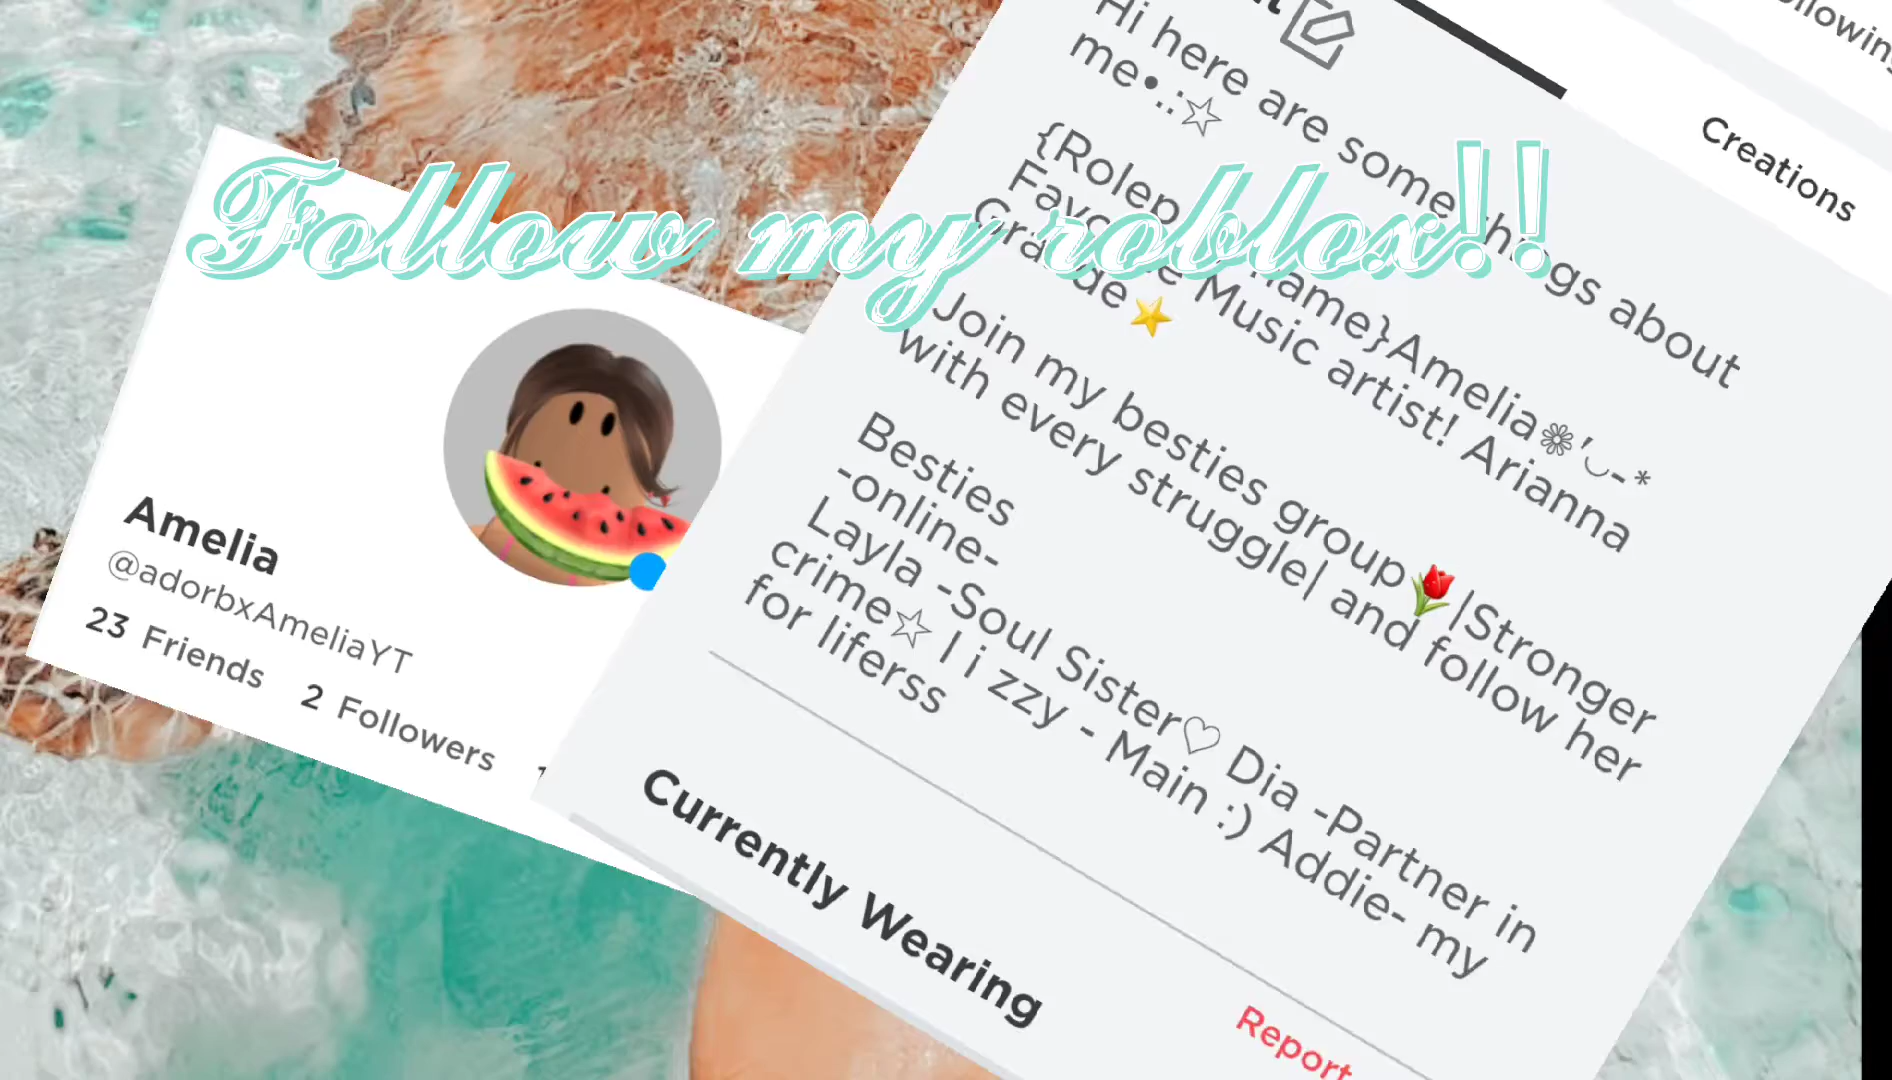 Follow my roblox!!
Amelia
@adorbxAmeliaYT
23 Friends 2 Followers
Creations
Hi here are some things about
me•.:☆
{Rolep name}Amelia❁'◡-*
Favorite Music artist! Arianna
Grande⭐
Join my besties group🌷|Stronger
with every struggle| and follow her
Besties
-online-
Layla -Soul Sister♡ Dia -Partner in
crime☆ | i zzy - Main :) Addie- my
for liferss
Currently Wearing
Report